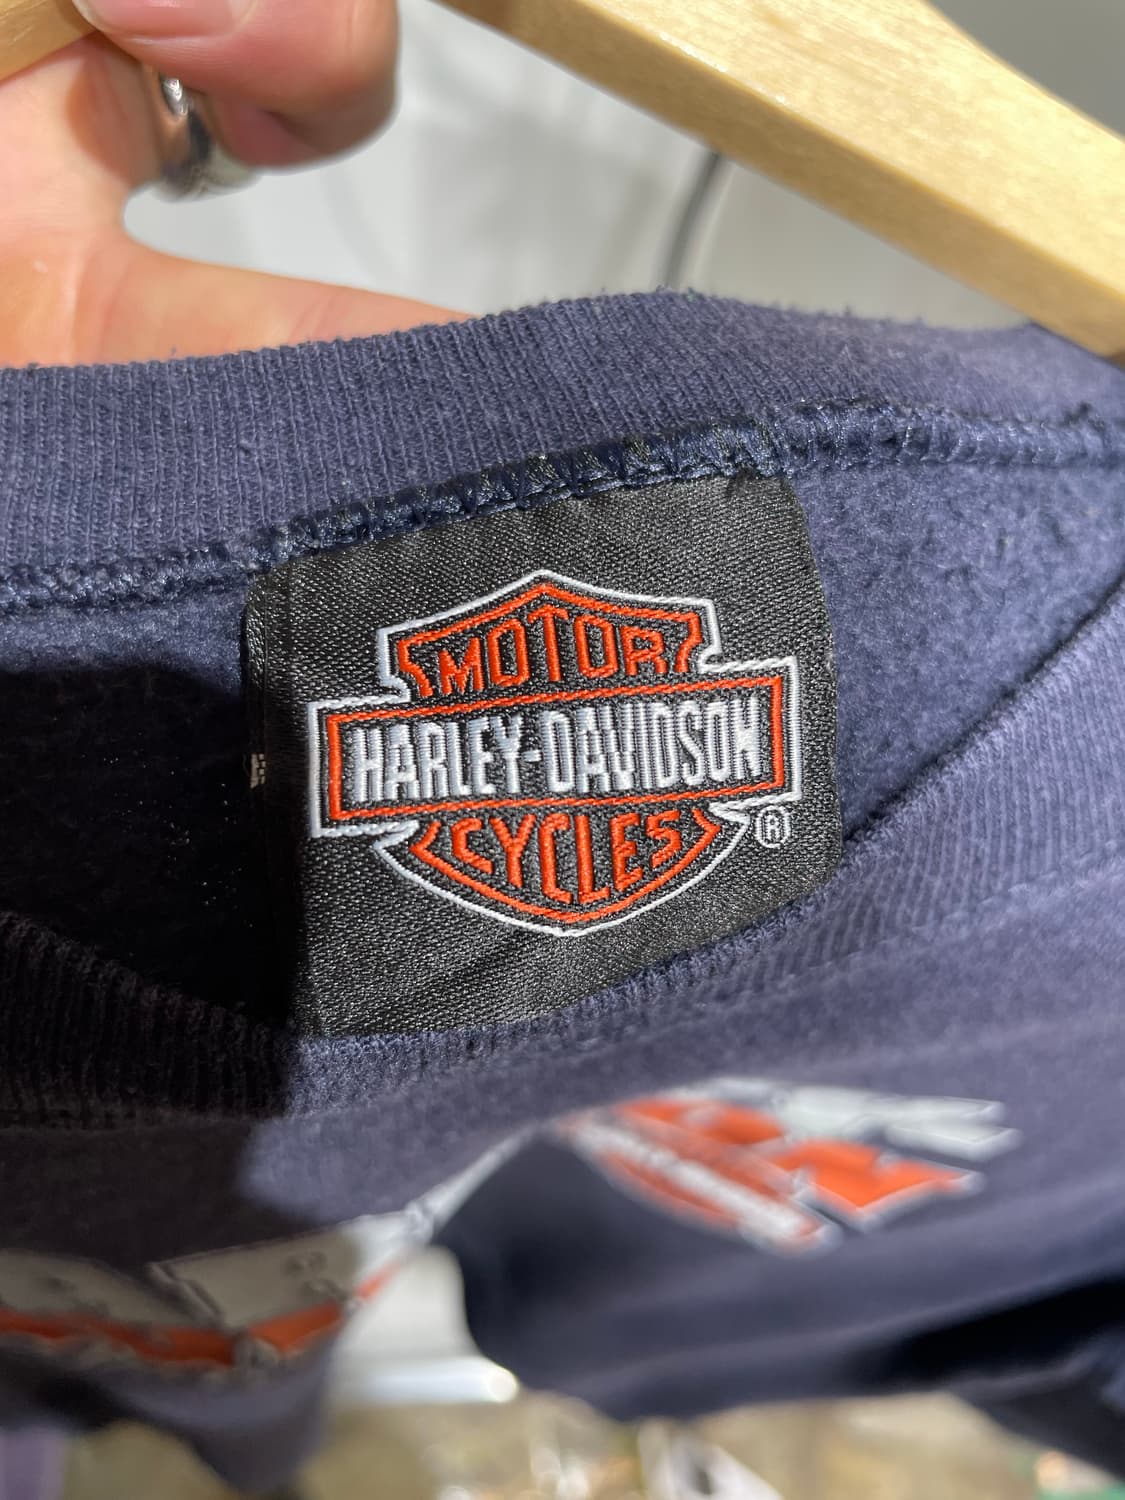 MOTOR
HARLEY-DAVIDSON
CYCLES
®